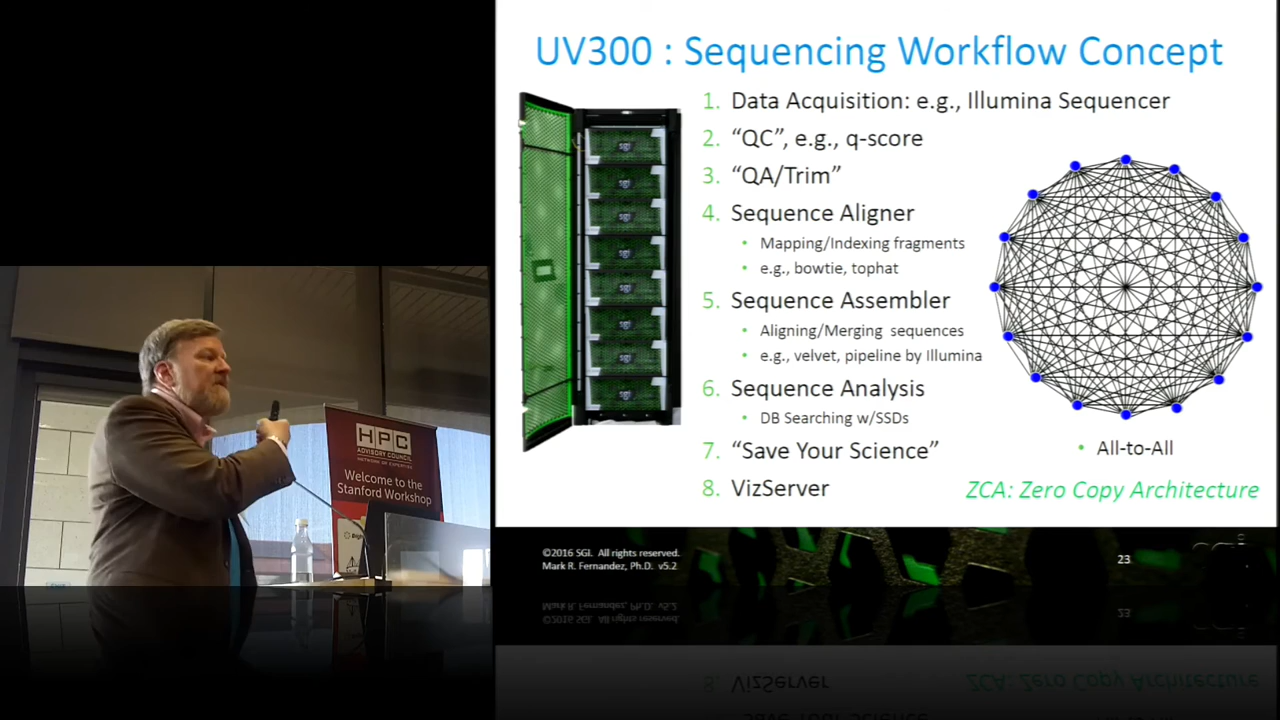 UV300 : Sequencing Workflow Concept
1. Data Acquisition: e.g., Illumina Sequencer
2. “QC”, e.g., q-score
3. “QA/Trim”
4. Sequence Aligner
• Mapping/Indexing fragments
• e.g., bowtie, tophat
5. Sequence Assembler
• Aligning/Merging sequences
• e.g., velvet, pipeline by Illumina
6. Sequence Analysis
• DB Searching w/SSDs
7. “Save Your Science”
8. VizServer
• All-to-All
ZCA: Zero Copy Architecture
©2016 SGI. All rights reserved.
Mark R. Fernandez, Ph.D. v5.2
23
HPC
ADVISORY COUNCIL
NETWORK OF EXPERTISE
Welcome to the
Stanford Workshop